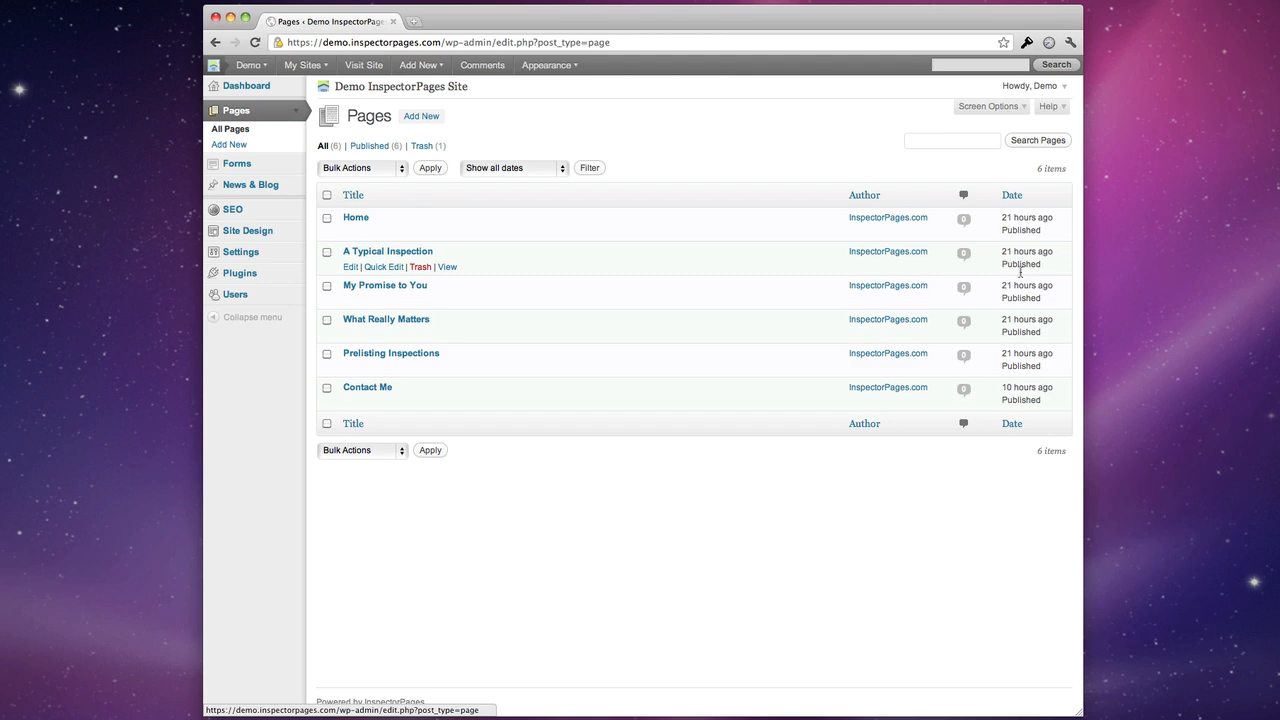 Pages ‹ Demo InspectorPage
https://demo.inspectorpages.com/wp-admin/edit.php?post_type=page
Demo My Sites Visit Site Add New Comments Appearance Search
Dashboard
Pages
All Pages
Add New
Forms
News & Blog
SEO
Site Design
Settings
Plugins
Users
Collapse menu
Demo InspectorPages Site Howdy, Demo
Pages Add New Screen Options Help
All (6) | Published (6) | Trash (1) Search Pages
Bulk Actions Apply Show all dates Filter 6 items
Title Author Date
Home InspectorPages.com 0 21 hours ago
Published
A Typical Inspection InspectorPages.com 0 21 hours ago
Edit | Quick Edit | Trash | View Published
My Promise to You InspectorPages.com 0 21 hours ago
Published
What Really Matters InspectorPages.com 0 21 hours ago
Published
Prelisting Inspections InspectorPages.com 0 21 hours ago
Published
Contact Me InspectorPages.com 0 10 hours ago
Published
Title Author Date
Bulk Actions Apply 6 items
Powered by InspectorPages
https://demo.inspectorpages.com/wp-admin/edit.php?post_type=page